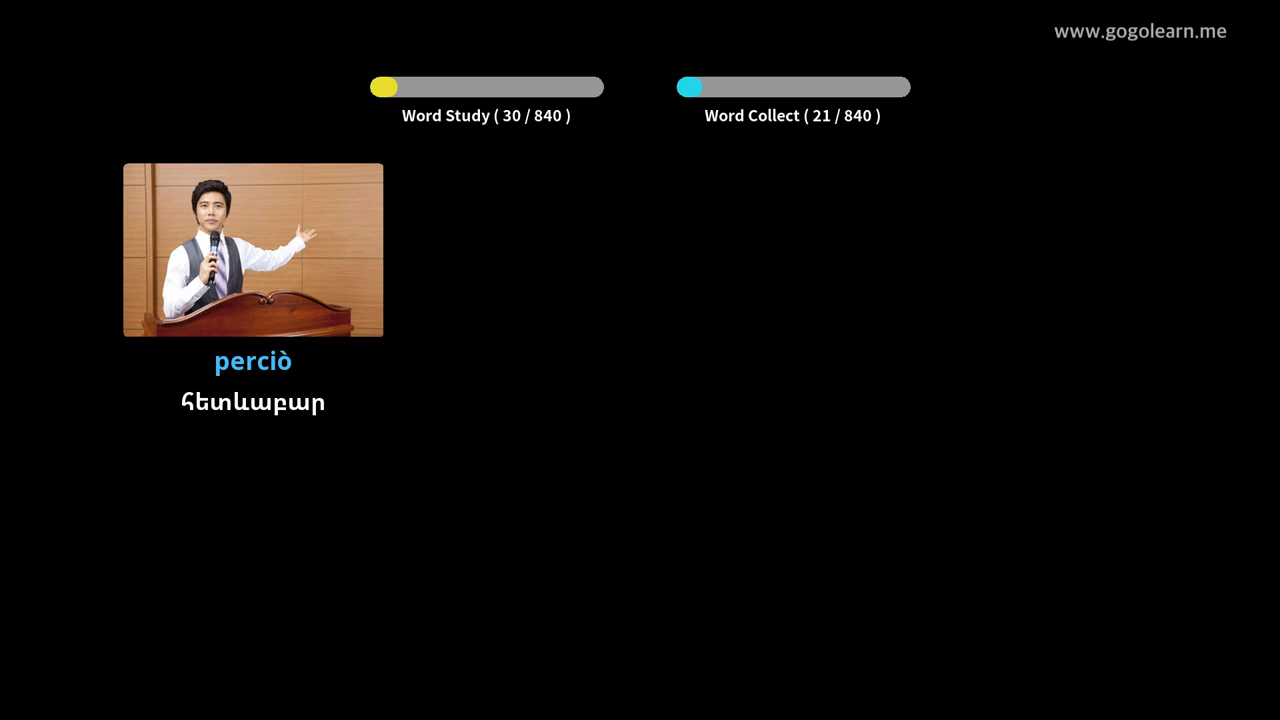 www.gogolearn.me
Word Study ( 30 / 840 )
Word Collect ( 21 / 840 )
perciò
հետևաբար